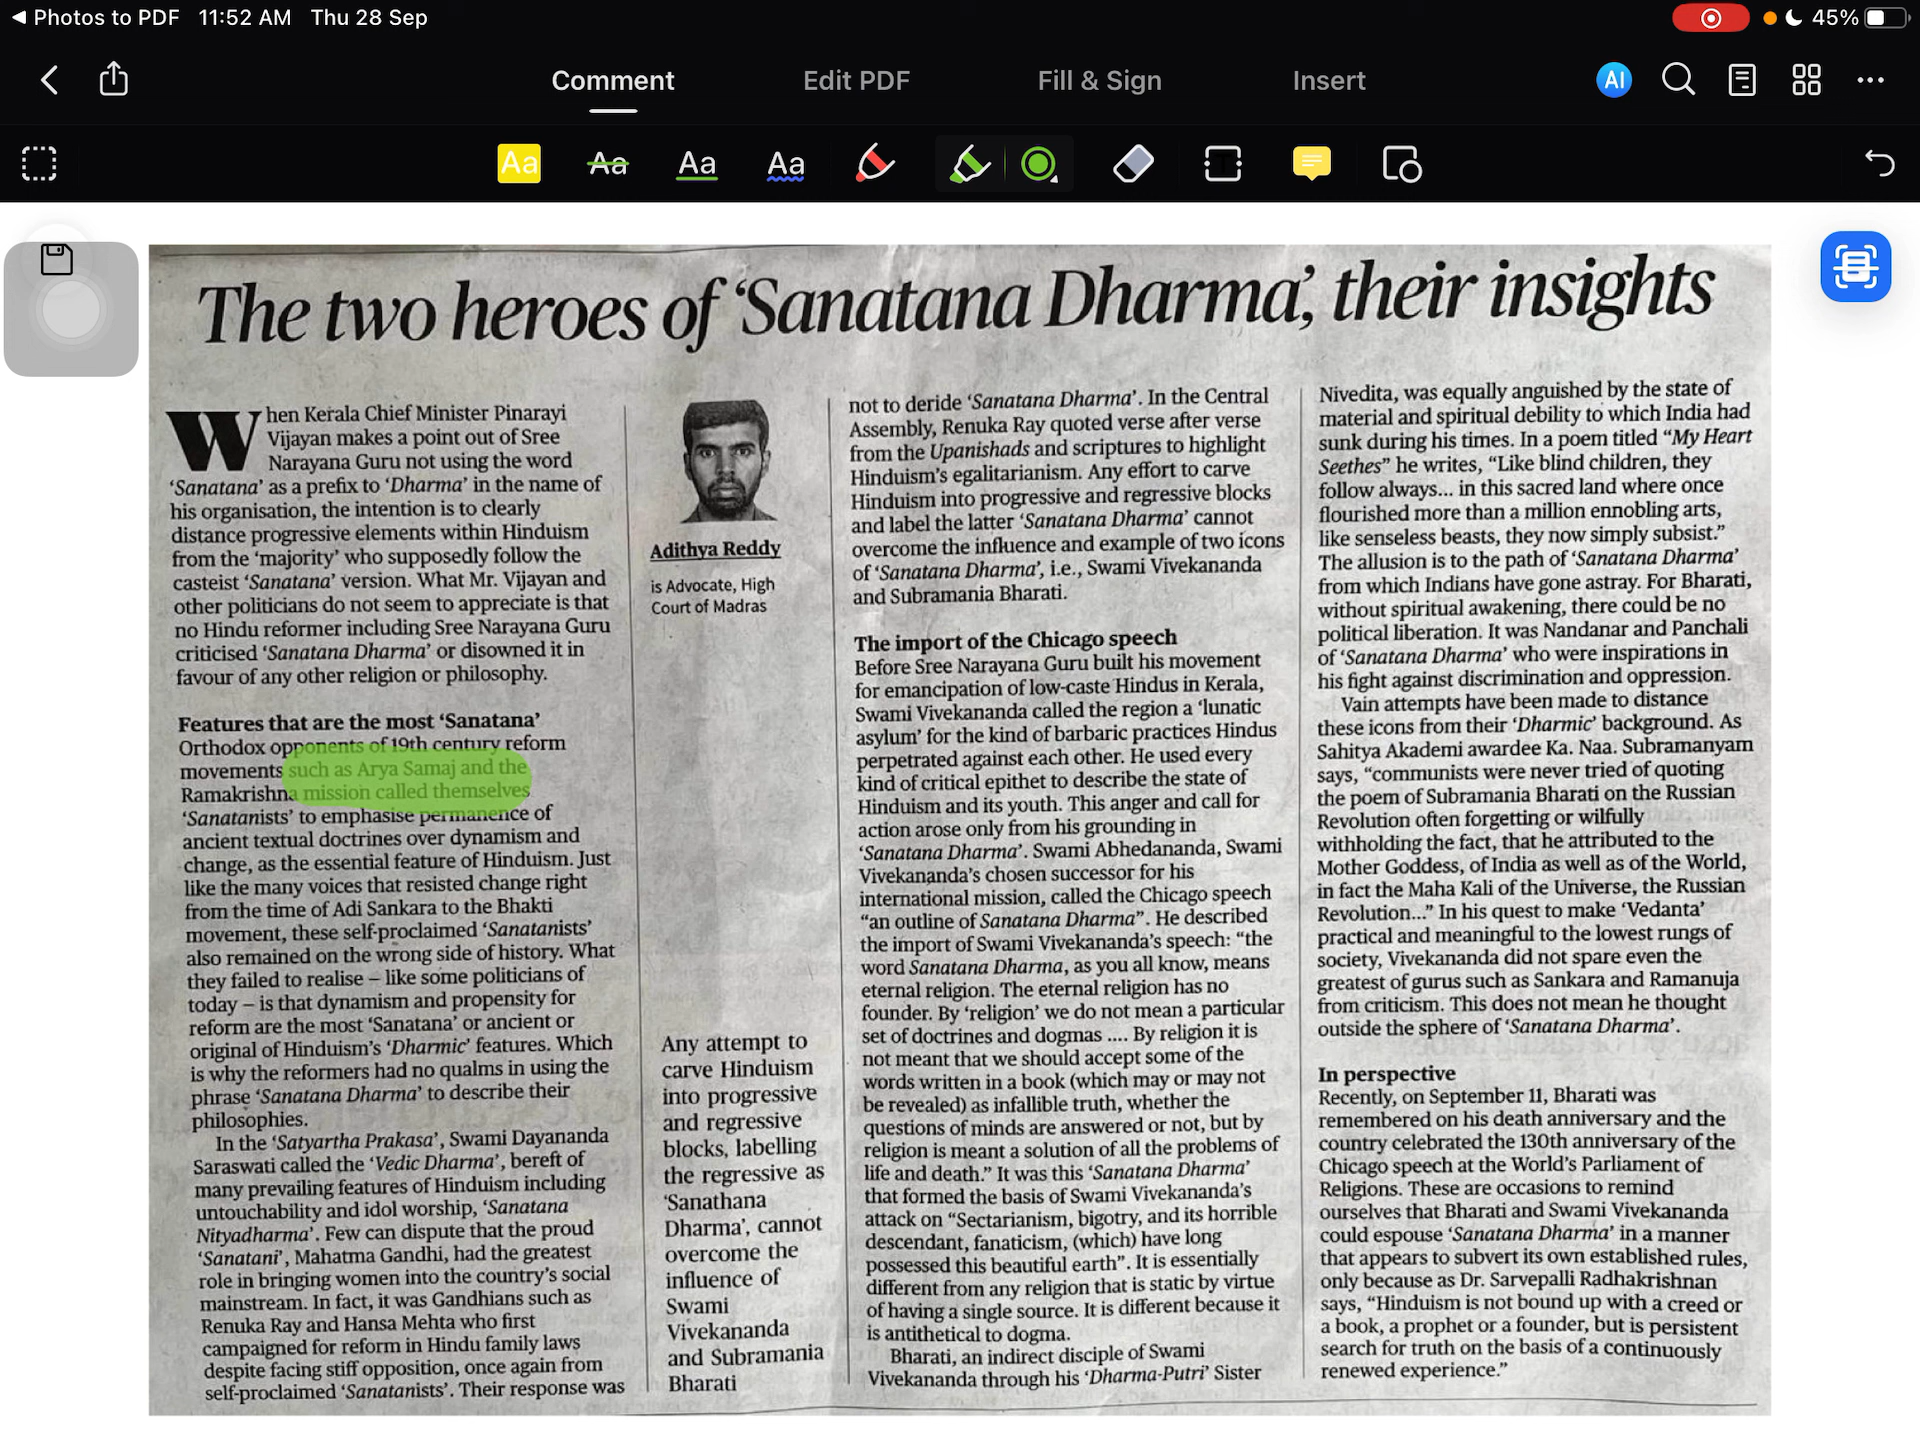 Photos to PDF 11:52 AM Thu 28 Sep 45%
Comment Edit PDF Fill & Sign Insert AI
Aa Aa Aa Aa T
The two heroes of ‘Sanatana Dharma’, their insights
When Kerala Chief Minister Pinarayi
Vijayan makes a point out of Sree
Narayana Guru not using the word
‘Sanatana’ as a prefix to ‘Dharma’ in the name of
his organisation, the intention is to clearly
distance progressive elements within Hinduism
from the ‘majority’ who supposedly follow the
casteist ‘Sanatana’ version. What Mr. Vijayan and
other politicians do not seem to appreciate is that
no Hindu reformer including Sree Narayana Guru
criticised ‘Sanatana Dharma’ or disowned it in
favour of any other religion or philosophy.
Features that are the most ‘Sanatana’
Orthodox opponents of 19th century reform
movements such as Arya Samaj and the
Ramakrishna mission called themselves
‘Sanatanists’ to emphasise permanence of
ancient textual doctrines over dynamism and
change, as the essential feature of Hinduism. Just
like the many voices that resisted change right
from the time of Adi Sankara to the Bhakti
movement, these self-proclaimed ‘Sanatanists’
also remained on the wrong side of history. What
they failed to realise – like some politicians of
today – is that dynamism and propensity for
reform are the most ‘Sanatana’ or ancient or
original of Hinduism’s ‘Dharmic’ features. Which
is why the reformers had no qualms in using the
phrase ‘Sanatana Dharma’ to describe their
philosophies.
In the ‘Satyartha Prakasa’, Swami Dayananda
Saraswati called the ‘Vedic Dharma’, bereft of
many prevailing features of Hinduism including
untouchability and idol worship, ‘Sanatana
Nityadharma’. Few can dispute that the proud
‘Sanatani’, Mahatma Gandhi, had the greatest
role in bringing women into the country’s social
mainstream. In fact, it was Gandhians such as
Renuka Ray and Hansa Mehta who first
campaigned for reform in Hindu family laws
despite facing stiff opposition, once again from
self-proclaimed ‘Sanatanists’. Their response was
Adithya Reddy
is Advocate, High
Court of Madras
Any attempt to
carve Hinduism
into progressive
and regressive
blocks, labelling
the regressive as
‘Sanathana
Dharma’, cannot
overcome the
influence of
Swami
Vivekananda
and Subramania
Bharati
not to deride ‘Sanatana Dharma’. In the Central
Assembly, Renuka Ray quoted verse after verse
from the Upanishads and scriptures to highlight
Hinduism’s egalitarianism. Any effort to carve
Hinduism into progressive and regressive blocks
and label the latter ‘Sanatana Dharma’ cannot
overcome the influence and example of two icons
of ‘Sanatana Dharma’, i.e., Swami Vivekananda
and Subramania Bharati.
The import of the Chicago speech
Before Sree Narayana Guru built his movement
for emancipation of low-caste Hindus in Kerala,
Swami Vivekananda called the region a ‘lunatic
asylum’ for the kind of barbaric practices Hindus
perpetrated against each other. He used every
kind of critical epithet to describe the state of
Hinduism and its youth. This anger and call for
action arose only from his grounding in
‘Sanatana Dharma’. Swami Abhedananda, Swami
Vivekananda’s chosen successor for his
international mission, called the Chicago speech
“an outline of Sanatana Dharma”. He described
the import of Swami Vivekananda’s speech: “the
word Sanatana Dharma, as you all know, means
eternal religion. The eternal religion has no
founder. By ‘religion’ we do not mean a particular
set of doctrines and dogmas .... By religion it is
not meant that we should accept some of the
words written in a book (which may or may not
be revealed) as infallible truth, whether the
questions of minds are answered or not, but by
religion is meant a solution of all the problems of
life and death.” It was this ‘Sanatana Dharma’
that formed the basis of Swami Vivekananda’s
attack on “Sectarianism, bigotry, and its horrible
descendant, fanaticism, (which) have long
possessed this beautiful earth”. It is essentially
different from any religion that is static by virtue
of having a single source. It is different because it
is antithetical to dogma.
Bharati, an indirect disciple of Swami
Vivekananda through his ‘Dharma-Putri’ Sister
Nivedita, was equally anguished by the state of
material and spiritual debility to which India had
sunk during his times. In a poem titled “My Heart
Seethes” he writes, “Like blind children, they
follow always... in this sacred land where once
flourished more than a million ennobling arts,
like senseless beasts, they now simply subsist.”
The allusion is to the path of ‘Sanatana Dharma’
from which Indians have gone astray. For Bharati,
without spiritual awakening, there could be no
political liberation. It was Nandanar and Panchali
of ‘Sanatana Dharma’ who were inspirations in
his fight against discrimination and oppression.
Vain attempts have been made to distance
these icons from their ‘Dharmic’ background. As
Sahitya Akademi awardee Ka. Naa. Subramanyam
says, “communists were never tried of quoting
the poem of Subramania Bharati on the Russian
Revolution often forgetting or wilfully
withholding the fact, that he attributed to the
Mother Goddess, of India as well as of the World,
in fact the Maha Kali of the Universe, the Russian
Revolution...” In his quest to make ‘Vedanta’
practical and meaningful to the lowest rungs of
society, Vivekananda did not spare even the
greatest of gurus such as Sankara and Ramanuja
from criticism. This does not mean he thought
outside the sphere of ‘Sanatana Dharma’.
In perspective
Recently, on September 11, Bharati was
remembered on his death anniversary and the
country celebrated the 130th anniversary of the
Chicago speech at the World’s Parliament of
Religions. These are occasions to remind
ourselves that Bharati and Swami Vivekananda
could espouse ‘Sanatana Dharma’ in a manner
that appears to subvert its own established rules,
only because as Dr. Sarvepalli Radhakrishnan
says, “Hinduism is not bound up with a creed or
a book, a prophet or a founder, but is persistent
search for truth on the basis of a continuously
renewed experience.”